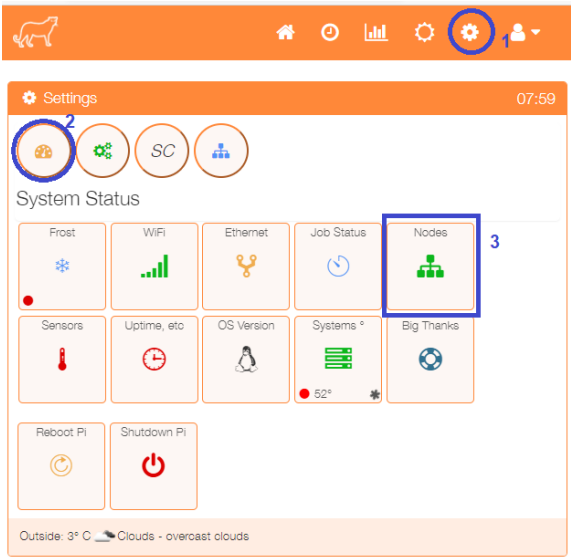 1
Settings 07:59
2
SC
System Status
Frost WiFi Ethernet Job Status Nodes
3
Sensors Uptime, etc OS Version Systems ° Big Thanks
52°
Reboot Pi Shutdown Pi
Outside: 3° C Clouds - overcast clouds